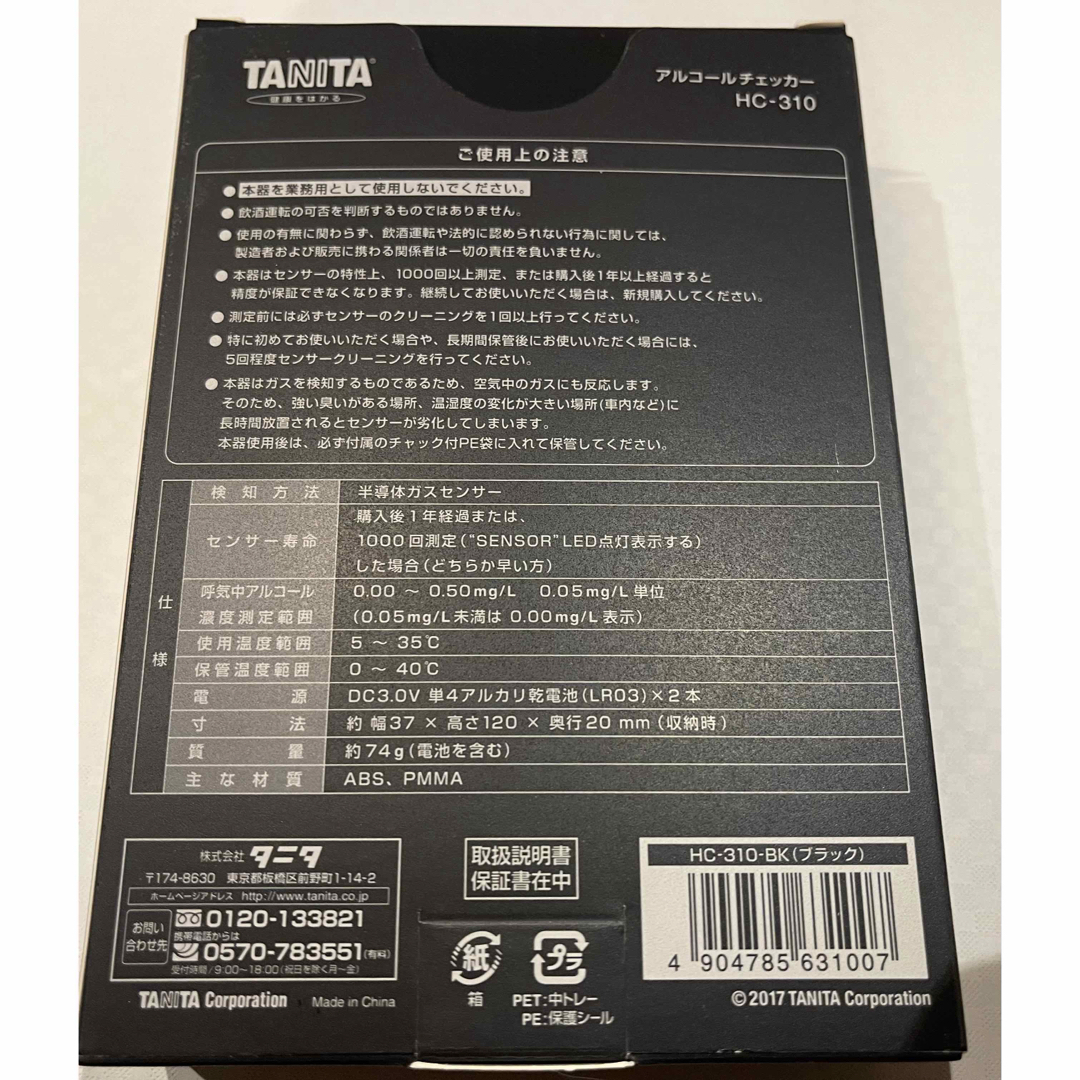 TANITA
健康をはかる
アルコールチェッカー
HC-310
ご使用上の注意
●本器を業務用として使用しないでください。
●飲酒運転の可否を判断するものではありません。
●使用の有無に関わらず、飲酒運転や法的に認められない行為に関しては、
製造者および販売に携わる関係者は一切の責任を負いません。
●本器はセンサーの特性上、1000回以上測定、または購入後1年以上経過すると
精度が保証できなくなります。継続してお使いいただく場合は、新規購入してください。
●測定前には必ずセンサーのクリーニングを1回以上行ってください。
●特に初めてお使いいただく場合や、長期間保管後にお使いいただく場合には、
5回程度センサークリーニングを行ってください。
●本器はガスを検知するものであるため、空気中のガスにも反応します。
そのため、強い臭いがある場所、温湿度の変化が大きい場所(車内など)に
長時間放置されるとセンサーが劣化してしまいます。
本器使用後は、必ず付属のチャック付PE袋に入れて保管してください。
仕様
検知方法 半導体ガスセンサー
センサー寿命 購入後1年経過または、
1000回測定("SENSOR"LED点灯表示する)
した場合(どちらか早い方)
呼気中アルコール 0.00 ～ 0.50mg/L 0.05mg/L単位
濃度測定範囲 (0.05mg/L未満は 0.00mg/L表示)
使用温度範囲 5 ～ 35℃
保管温度範囲 0 ～ 40℃
電源 DC3.0V 単4アルカリ乾電池(LR03)×2本
寸法 約 幅37 × 高さ120 × 奥行20 mm (収納時)
質量 約74g(電池を含む)
主な材質 ABS、PMMA
株式会社 タニタ
〒174-8630 東京都板橋区前野町1-14-2
ホームページアドレス http://www.tanita.co.jp
お問い
合わせ先
0120-133821
携帯電話からは
0570-783551(有料)
受付時間/9:00～18:00(祝日を除く月～金)
TANITA Corporation Made in China
取扱説明書
保証書在中
紙
箱
プラ
PET:中トレー
PE:保護シール
HC-310-BK(ブラック)
4 904785 631007
©2017 TANITA Corporation